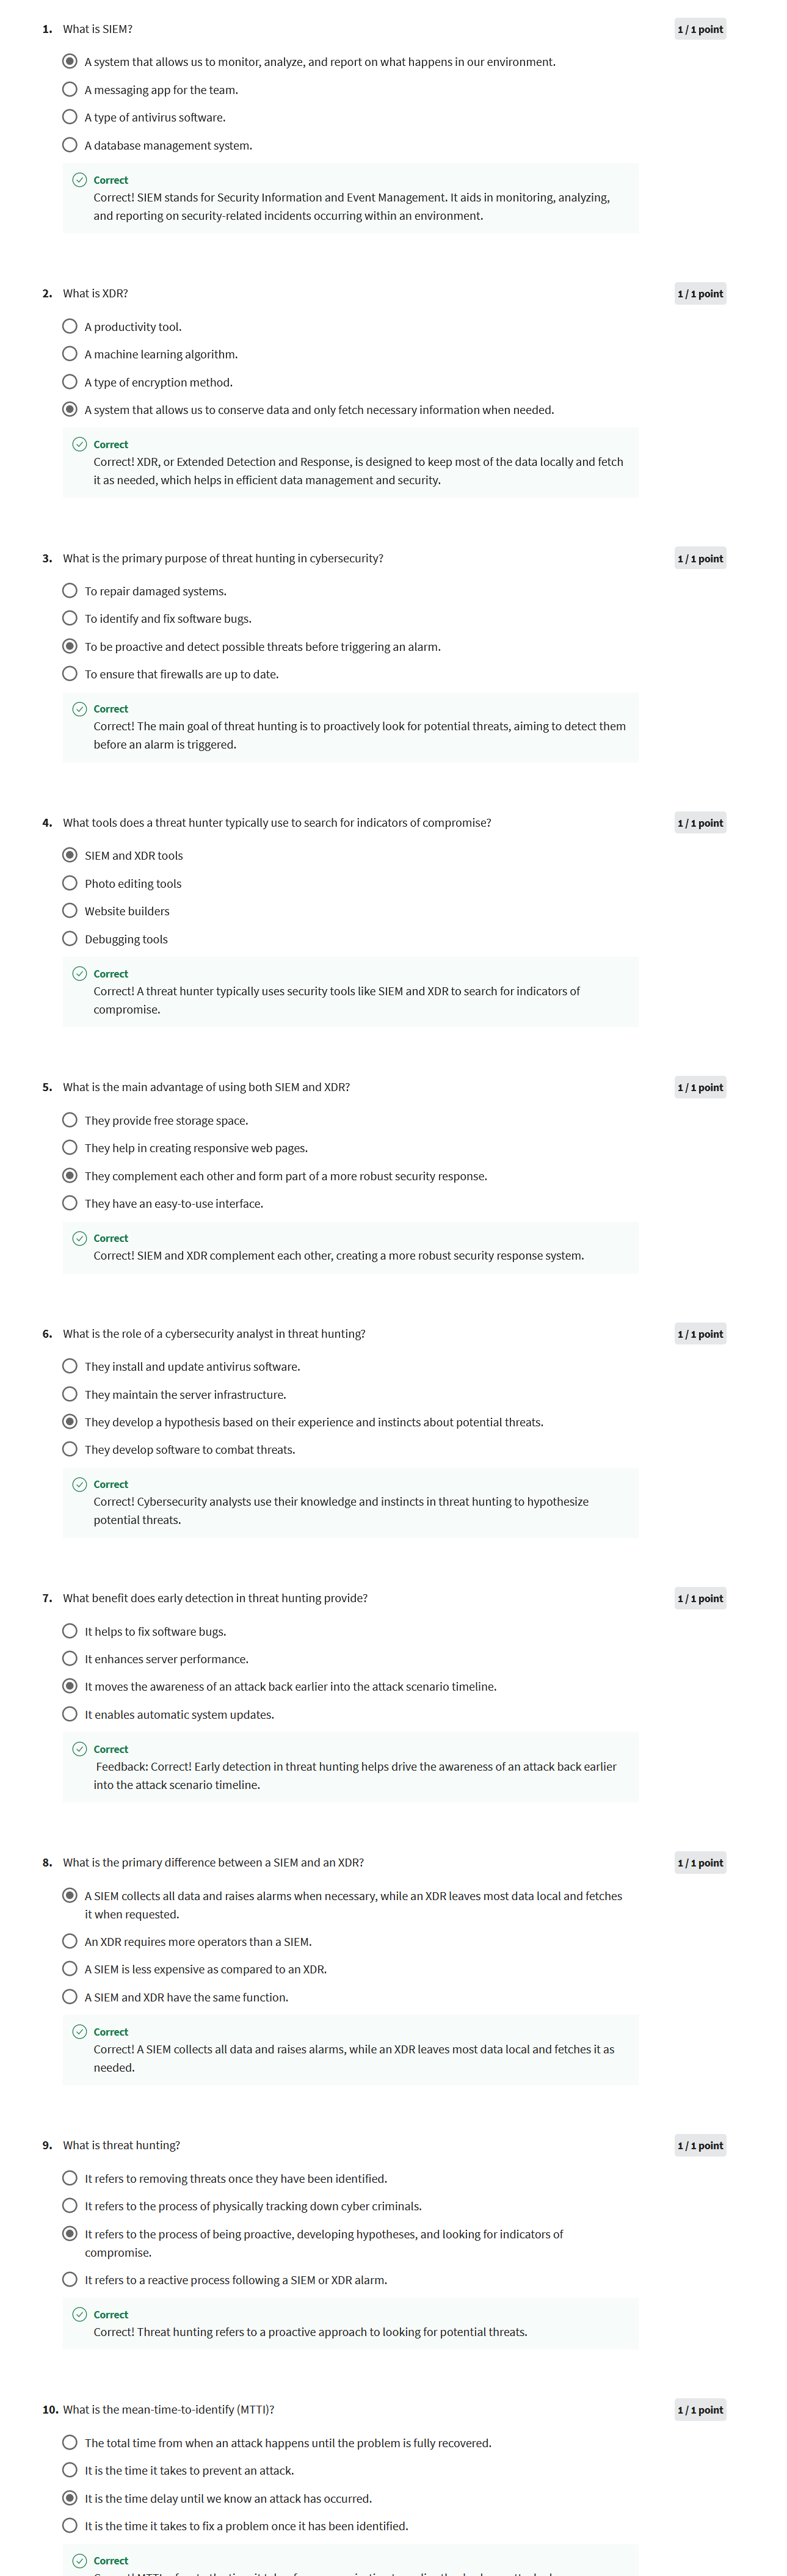 1. What is SIEM?
1 / 1 point
A system that allows us to monitor, analyze, and report on what happens in our environment.
A messaging app for the team.
A type of antivirus software.
A database management system.
Correct
Correct! SIEM stands for Security Information and Event Management. It aids in monitoring, analyzing,
and reporting on security-related incidents occurring within an environment.
2. What is XDR?
1 / 1 point
A productivity tool.
A machine learning algorithm.
A type of encryption method.
A system that allows us to conserve data and only fetch necessary information when needed.
Correct
Correct! XDR, or Extended Detection and Response, is designed to keep most of the data locally and fetch
it as needed, which helps in efficient data management and security.
3. What is the primary purpose of threat hunting in cybersecurity?
1 / 1 point
To repair damaged systems.
To identify and fix software bugs.
To be proactive and detect possible threats before triggering an alarm.
To ensure that firewalls are up to date.
Correct
Correct! The main goal of threat hunting is to proactively look for potential threats, aiming to detect them
before an alarm is triggered.
4. What tools does a threat hunter typically use to search for indicators of compromise?
1 / 1 point
SIEM and XDR tools
Photo editing tools
Website builders
Debugging tools
Correct
Correct! A threat hunter typically uses security tools like SIEM and XDR to search for indicators of
compromise.
5. What is the main advantage of using both SIEM and XDR?
1 / 1 point
They provide free storage space.
They help in creating responsive web pages.
They complement each other and form part of a more robust security response.
They have an easy-to-use interface.
Correct
Correct! SIEM and XDR complement each other, creating a more robust security response system.
6. What is the role of a cybersecurity analyst in threat hunting?
1 / 1 point
They install and update antivirus software.
They maintain the server infrastructure.
They develop a hypothesis based on their experience and instincts about potential threats.
They develop software to combat threats.
Correct
Correct! Cybersecurity analysts use their knowledge and instincts in threat hunting to hypothesize
potential threats.
7. What benefit does early detection in threat hunting provide?
1 / 1 point
It helps to fix software bugs.
It enhances server performance.
It moves the awareness of an attack back earlier into the attack scenario timeline.
It enables automatic system updates.
Correct
Feedback: Correct! Early detection in threat hunting helps drive the awareness of an attack back earlier
into the attack scenario timeline.
8. What is the primary difference between a SIEM and an XDR?
1 / 1 point
A SIEM collects all data and raises alarms when necessary, while an XDR leaves most data local and fetches
it when requested.
An XDR requires more operators than a SIEM.
A SIEM is less expensive as compared to an XDR.
A SIEM and XDR have the same function.
Correct
Correct! A SIEM collects all data and raises alarms, while an XDR leaves most data local and fetches it as
needed.
9. What is threat hunting?
1 / 1 point
It refers to removing threats once they have been identified.
It refers to the process of physically tracking down cyber criminals.
It refers to the process of being proactive, developing hypotheses, and looking for indicators of
compromise.
It refers to a reactive process following a SIEM or XDR alarm.
Correct
Correct! Threat hunting refers to a proactive approach to looking for potential threats.
10. What is the mean-time-to-identify (MTTI)?
1 / 1 point
The total time from when an attack happens until the problem is fully recovered.
It is the time it takes to prevent an attack.
It is the time delay until we know an attack has occurred.
It is the time it takes to fix a problem once it has been identified.
Correct